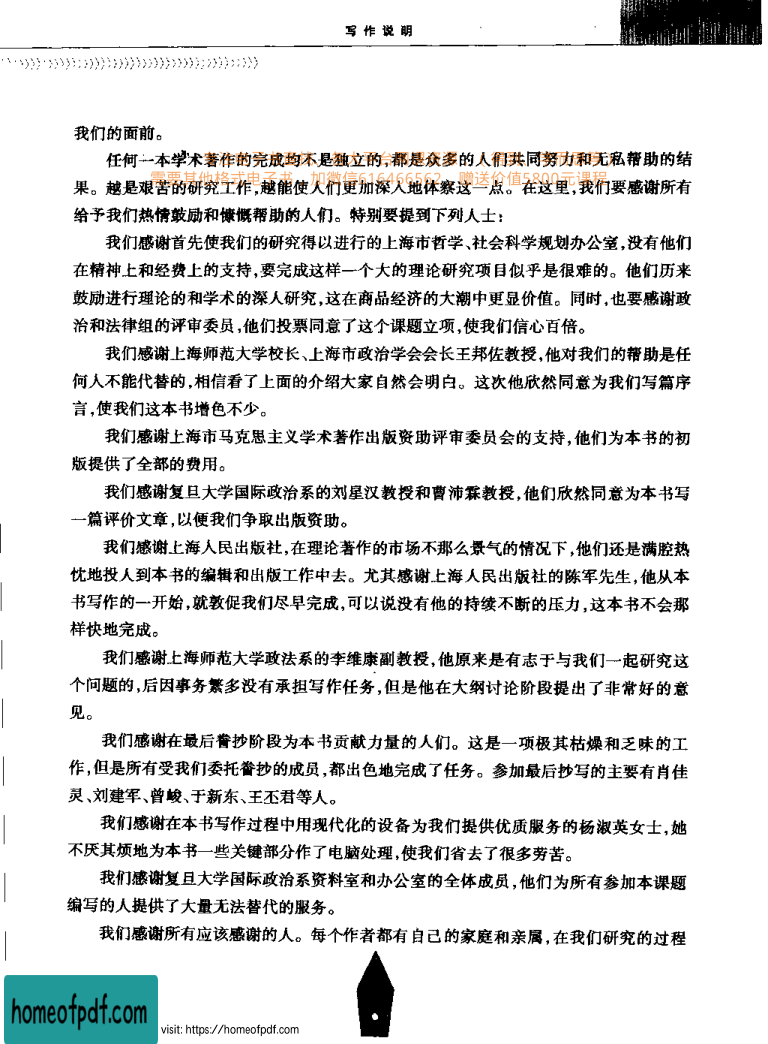 写作说明
我们的面前。
任何一本学术著作的完成均不是独立的,都是众多的人们共同努力和无私帮助的结
果。越是艰苦的研究工作,越能使人们更加深入地体察这一点。在这里,我们要感谢所有
需要其他格式电子书，加微信616466562，赠送价值5800元课程
给予我们热情鼓励和慷慨帮助的人们。特别要提到下列人士:
我们感谢首先使我们的研究得以进行的上海市哲学、社会科学规划办公室,没有他们
在精神上和经费上的支持,要完成这样一个大的理论研究项目似乎是很难的。他们历来
鼓励进行理论的和学术的深入研究,这在商品经济的大潮中更显价值。同时,也要感谢政
治和法律组的评审委员,他们投票同意了这个课题立项,使我们信心百倍。
我们感谢上海师范大学校长、上海市政治学会会长王邦佐教授,他对我们的帮助是任
何人不能代替的,相信看了上面的介绍大家自然会明白。这次他欣然同意为我们写篇序
言,使我们这本书增色不少。
我们感谢上海市马克思主义学术著作出版资助评审委员会的支持,他们为本书的初
版提供了全部的费用。
我们感谢复旦大学国际政治系的刘星汉教授和曹沛霖教授,他们欣然同意为本书写
一篇评价文章,以便我们争取出版资助。
我们感谢上海人民出版社,在理论著作的市场不那么景气的情况下,他们还是满腔热
忱地投入到本书的编辑和出版工作中去。尤其感谢上海人民出版社的陈军先生,他从本
书写作的一开始,就敦促我们尽早完成,可以说没有他的持续不断的压力,这本书不会那
样快地完成。
我们感谢上海师范大学政法系的李维康副教授,他原来是有志于与我们一起研究这
个问题的,后因事务繁多没有承担写作任务,但是他在大纲讨论阶段提出了非常好的意
见。
我们感谢在最后誊抄阶段为本书贡献力量的人们。这是一项极其枯燥和乏味的工
作,但是所有受我们委托誊抄的成员,都出色地完成了任务。参加最后抄写的主要有肖佳
灵、刘建军、曾峻、于新东、王丕君等人。
我们感谢在本书写作过程中用现代化的设备为我们提供优质服务的杨淑英女士,她
不厌其烦地为本书一些关键部分作了电脑处理,使我们省去了很多劳苦。
我们感谢复旦大学国际政治系资料室和办公室的全体成员,他们为所有参加本课题
编写的人提供了大量无法替代的服务。
我们感谢所有应该感谢的人。每个作者都有自己的家庭和亲属,在我们研究的过程
homeofpdf.com
visit: https://homeofpdf.com